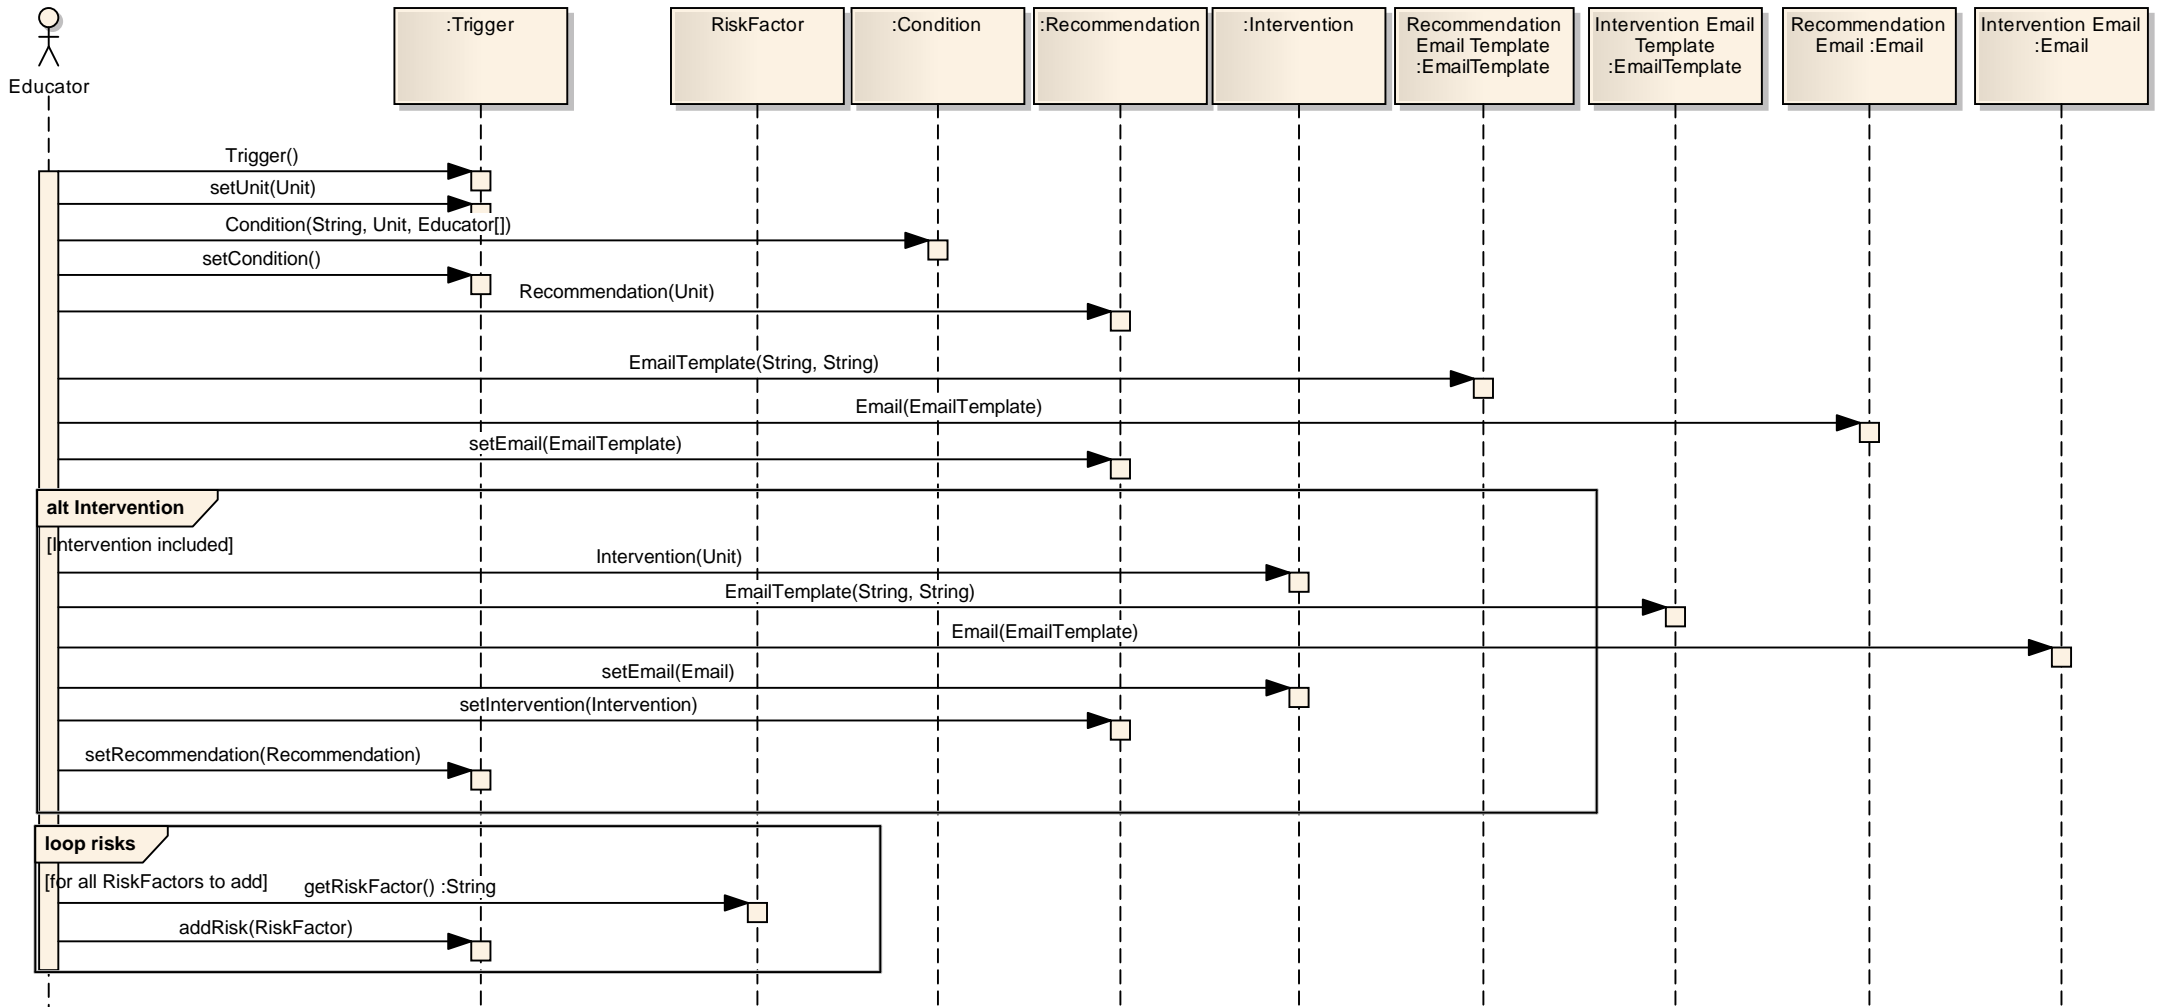 Educator
:Trigger
RiskFactor
:Condition
:Recommendation
:Intervention
Recommendation
Email Template
:EmailTemplate
Intervention Email
Template
:EmailTemplate
Recommendation
Email :Email
Intervention Email
:Email
Trigger()
setUnit(Unit)
Condition(String, Unit, Educator[])
setCondition()
Recommendation(Unit)
EmailTemplate(String, String)
Email(EmailTemplate)
setEmail(EmailTemplate)
alt Intervention
[Intervention included]
Intervention(Unit)
EmailTemplate(String, String)
Email(EmailTemplate)
setEmail(Email)
setIntervention(Intervention)
setRecommendation(Recommendation)
loop risks
[for all RiskFactors to add]
getRiskFactor() :String
addRisk(RiskFactor)